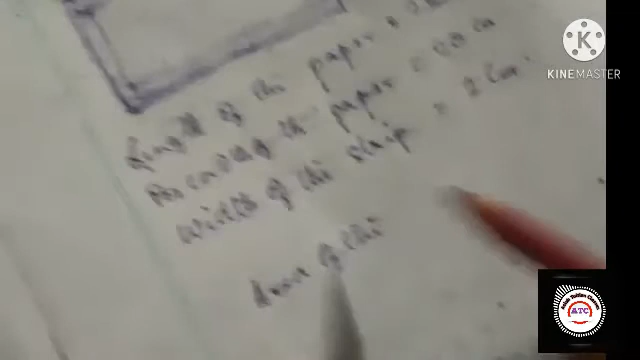 Length of the paper =
Breadth of the paper = 20 cm
Width of the strip = 2 cm
Area of the
KINEMASTER
ATC